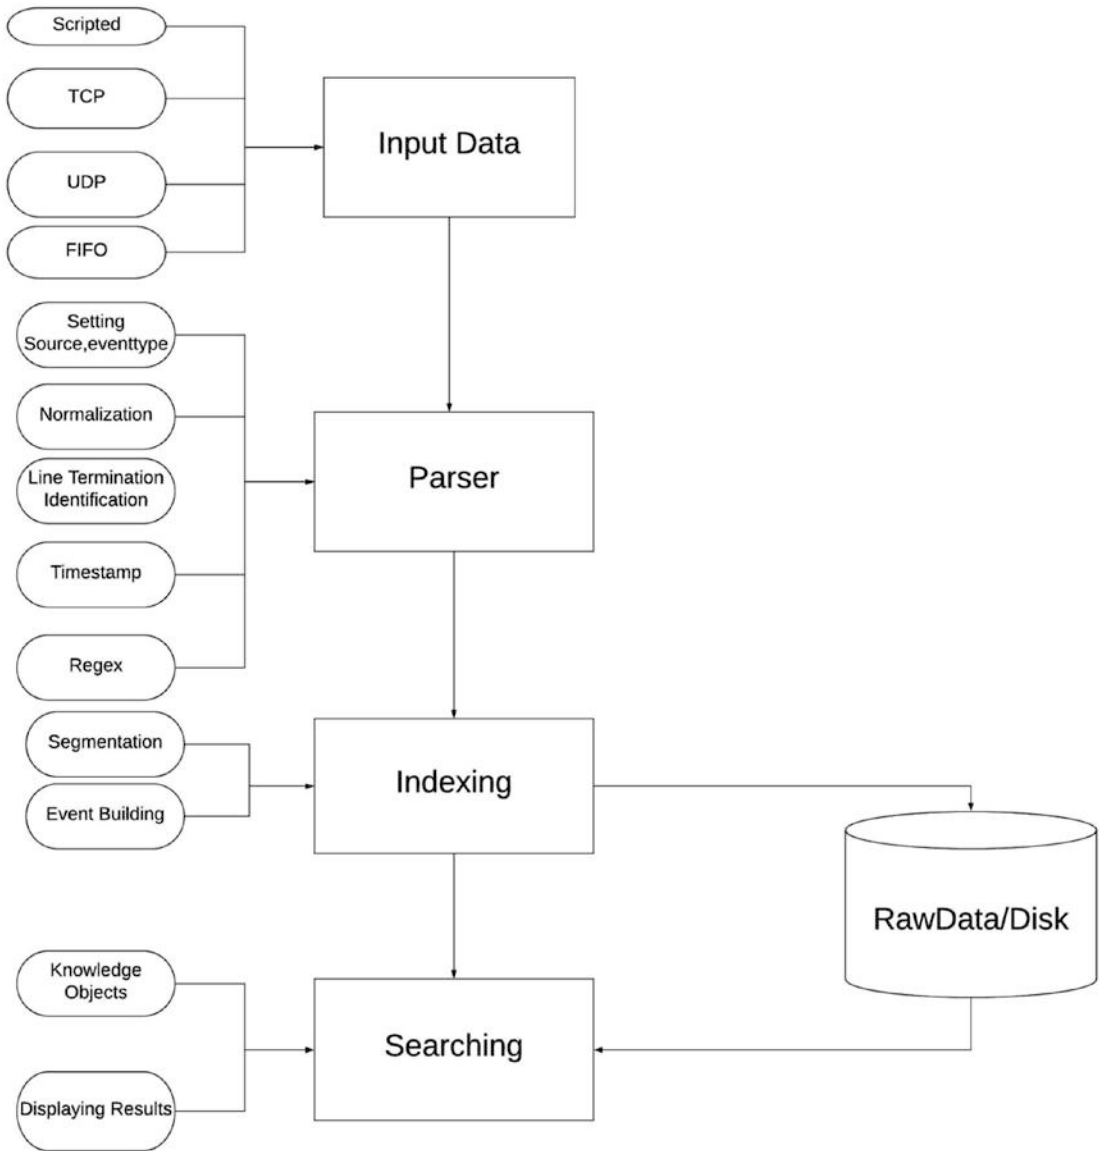 Scripted
TCP
UDP
FIFO
Input Data
Setting
Source,eventtype
Normalization
Line Termination
Identification
Timestamp
Regex
Parser
Segmentation
Event Building
Indexing
RawData/Disk
Knowledge
Objects
Displaying Results
Searching